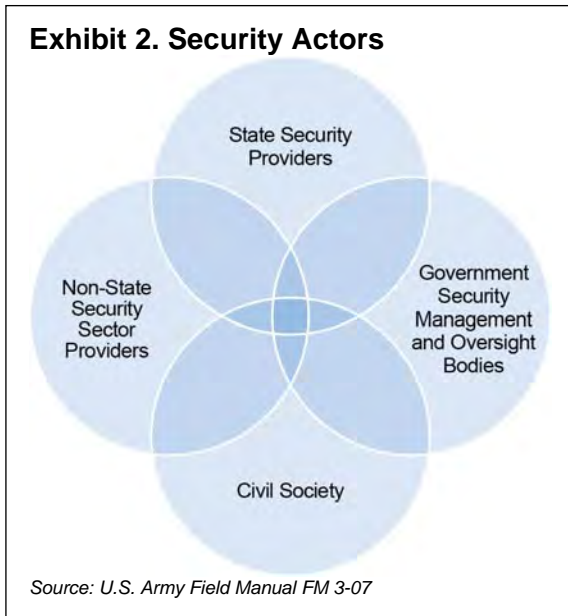 Exhibit 2. Security Actors
State Security
Providers
Non-State
Security
Sector
Providers
Government
Security
Management
and Oversight
Bodies
Civil Society
Source: U.S. Army Field Manual FM 3-07